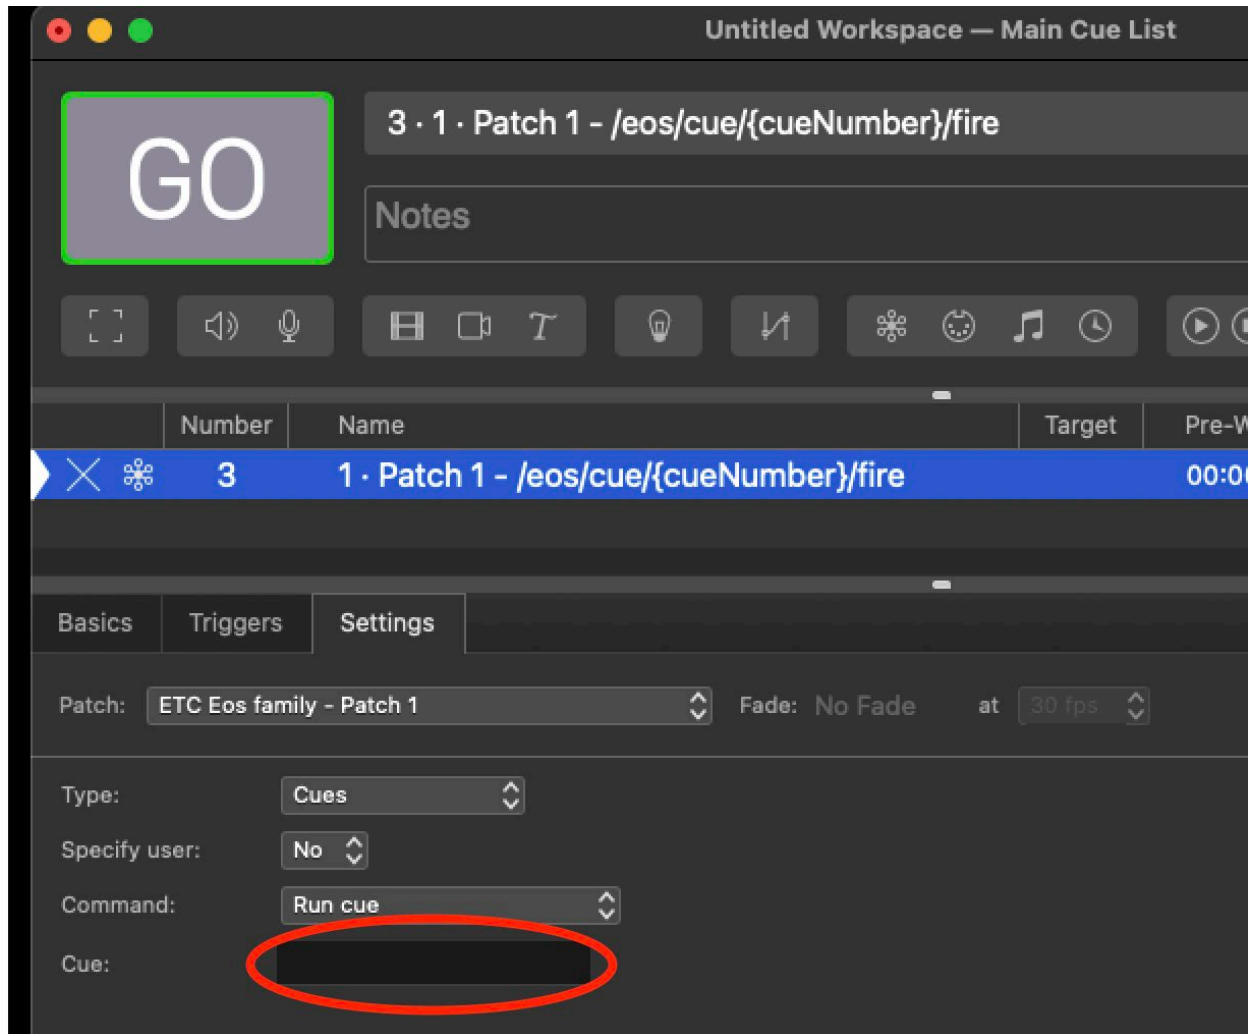 Untitled Workspace — Main Cue List
GO
3 · 1 · Patch 1 - /eos/cue/{cueNumber}/fire
Notes
Number Name Target Pre-W
3 1 · Patch 1 - /eos/cue/{cueNumber}/fire 00:00
Basics Triggers Settings
Patch: ETC Eos family - Patch 1 Fade: No Fade at 30 fps
Type: Cues
Specify user: No
Command: Run cue
Cue: